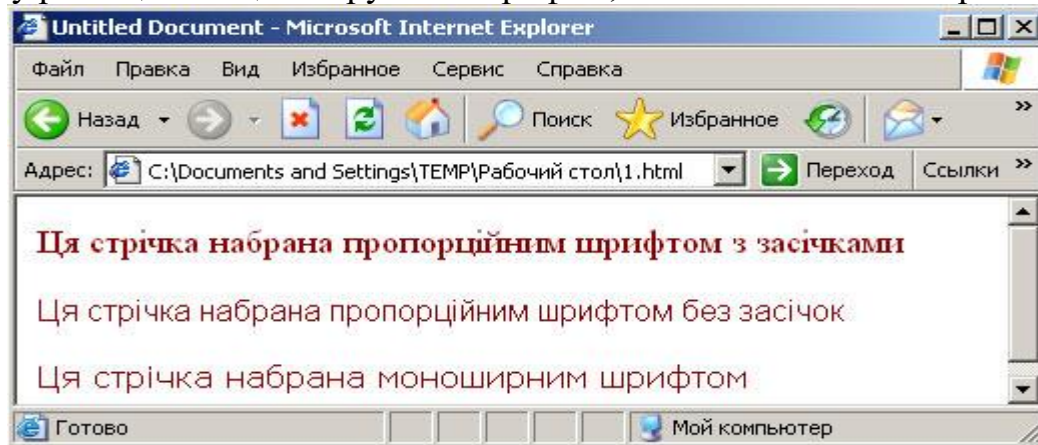 Untitled Document - Microsoft Internet Explorer
Файл Правка Вид Избранное Сервис Справка
Назад Поиск Избранное »
Адрес: C:\Documents and Settings\TEMP\Рабочий стол\1.html Переход Ссылки »
Ця стрічка набрана пропорційним шрифтом з засічками
Ця стрічка набрана пропорційним шрифтом без засічок
Ця стрічка набрана моноширним шрифтом
Готово Мой компьютер